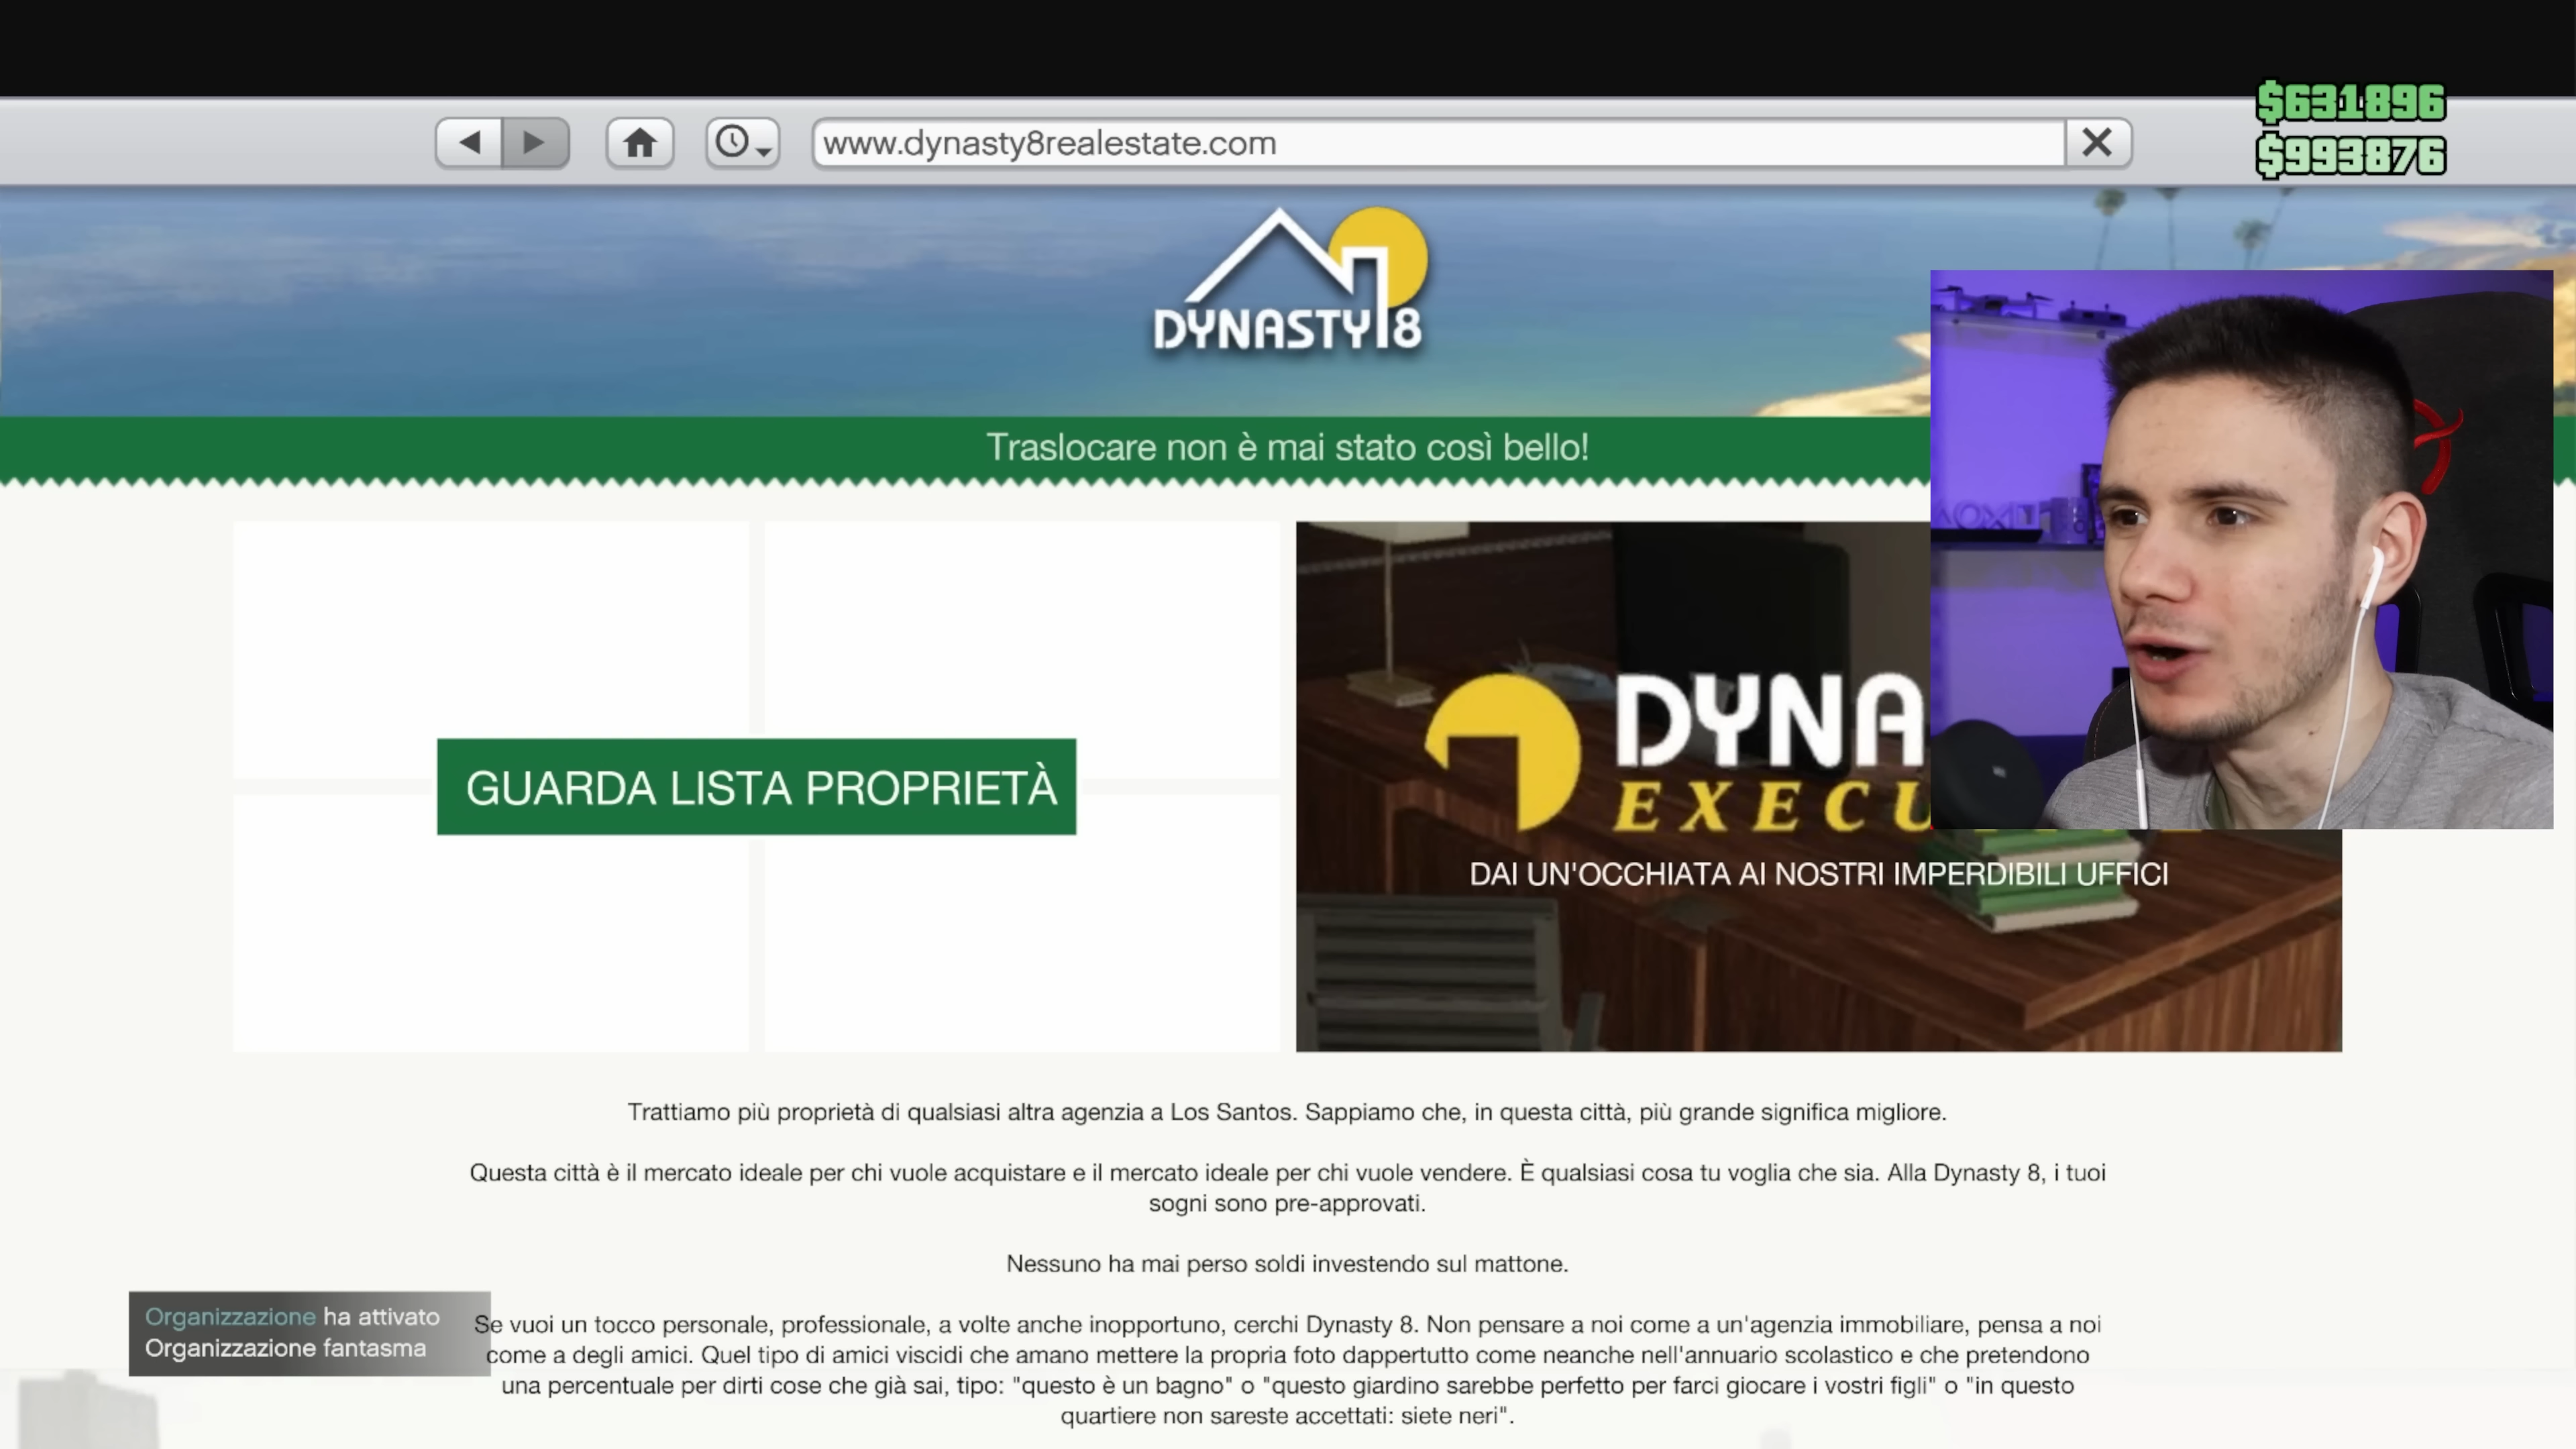 $631896
$993876
www.dynasty8realestate.com
DYNASTY 8
Traslocare non è mai stato così bello!
GUARDA LISTA PROPRIETÀ
DYNA
EXECU
DAI UN'OCCHIATA AI NOSTRI IMPERDIBILI UFFICI
Trattiamo più proprietà di qualsiasi altra agenzia a Los Santos. Sappiamo che, in questa città, più grande significa migliore.
Questa città è il mercato ideale per chi vuole acquistare e il mercato ideale per chi vuole vendere. È qualsiasi cosa tu voglia che sia. Alla Dynasty 8, i tuoi
sogni sono pre-approvati.
Nessuno ha mai perso soldi investendo sul mattone.
Organizzazione ha attivato
Organizzazione fantasma
Se vuoi un tocco personale, professionale, a volte anche inopportuno, cerchi Dynasty 8. Non pensare a noi come a un'agenzia immobiliare, pensa a noi
come a degli amici. Quel tipo di amici viscidi che amano mettere la propria foto dappertutto come neanche nell'annuario scolastico e che pretendono
una percentuale per dirti cose che già sai, tipo: "questo è un bagno" o "questo giardino sarebbe perfetto per farci giocare i vostri figli" o "in questo
quartiere non sareste accettati: siete neri".